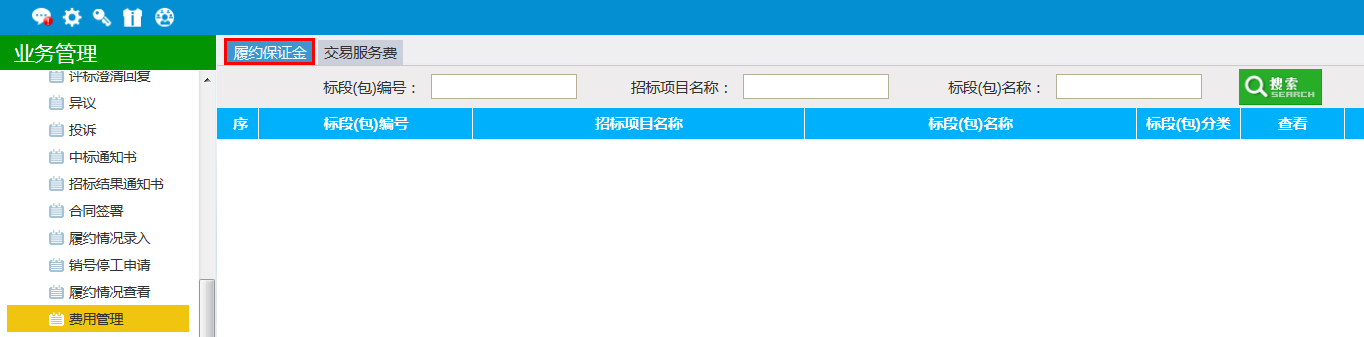 业务管理
评标澄清回复
异议
投诉
中标通知书
招标结果通知书
合同签署
履约情况录入
销号停工申请
履约情况查看
费用管理
履约保证金 交易服务费
标段(包)编号： 招标项目名称： 标段(包)名称： 搜索 SEARCH
序 标段(包)编号 招标项目名称 标段(包)名称 标段(包)分类 查看